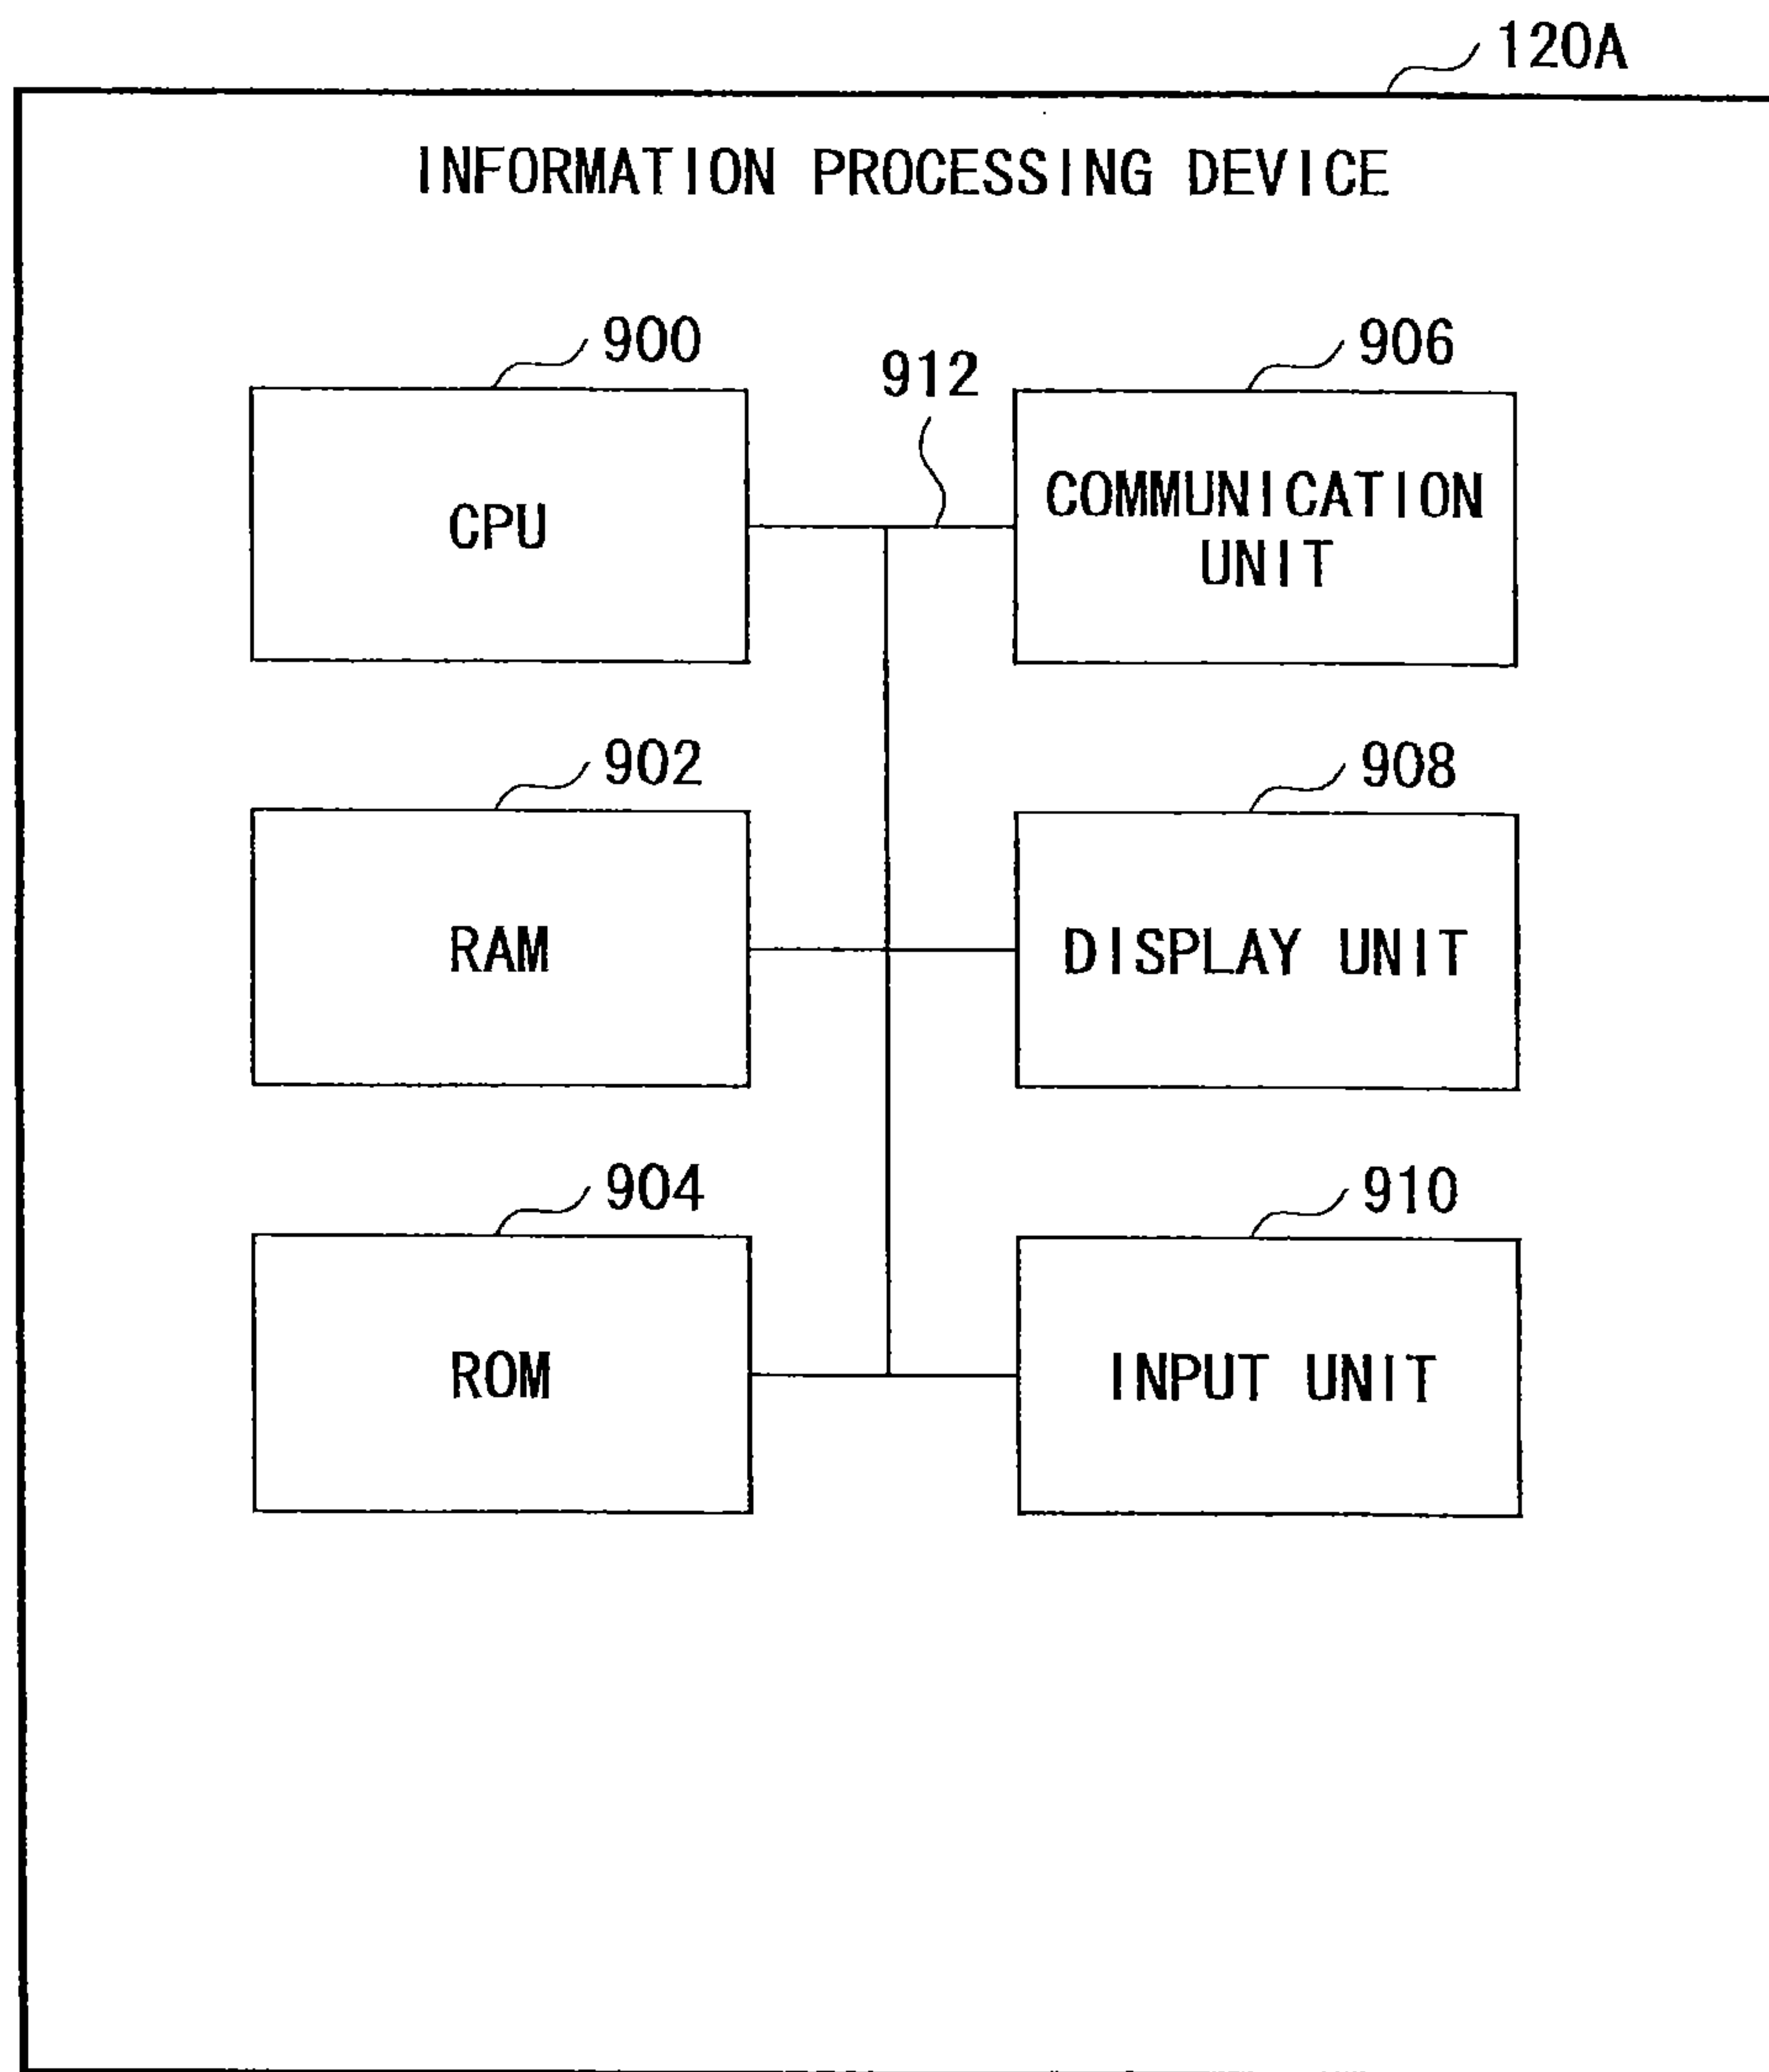 120A
INFORMATION PROCESSING DEVICE
900
912
906
CPU
COMMUNICATION
UNIT
902
908
RAM
DISPLAY UNIT
904
910
ROM
INPUT UNIT